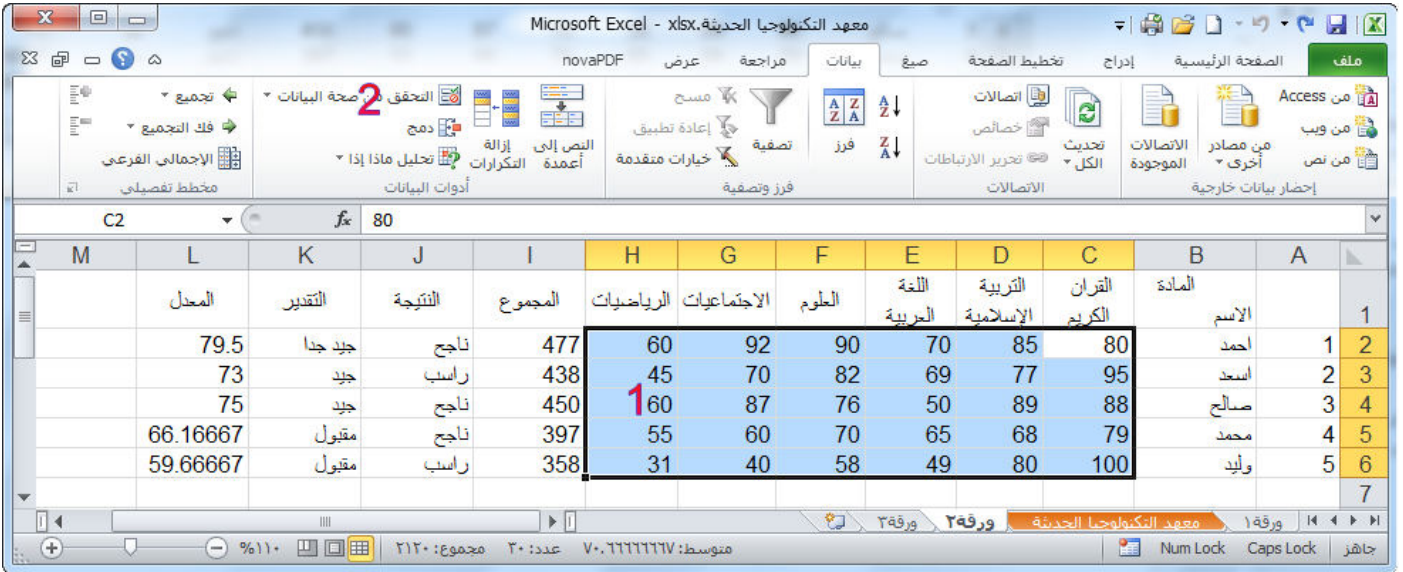 معهد التكنولوجيا الحديثة.xlsx - Microsoft Excel
ملف الصفحة الرئيسية إدراج تخطيط الصفحة صيغ بيانات مراجعة عرض novaPDF
من Access
من ويب
من نص
من مصادر أخرى
الاتصالات الموجودة
إحضار بيانات خارجية
تحديث الكل
اتصالات
خصائص
تحرير الارتباطات
الاتصالات
فرز
تصفية
مسح
إعادة تطبيق
خيارات متقدمة
فرز وتصفية
النص إلى أعمدة
إزالة التكرارات
التحقق من صحة البيانات
2
دمج
تحليل ماذا إذا
أدوات البيانات
تجميع
فك التجميع
الإجمالي الفرعي
مخطط تفصيلي
C2 fx 80
A B C D E F G H I J K L M
1 المادة الاسم القران الكريم التربية الإسلامية اللغة العربية العلوم الاجتماعيات الرياضيات المجموع النتيجة التقدير المعدل
2 1 احمد 80 85 70 90 92 60 477 ناجح جيد جدا 79.5
3 2 اسعد 95 77 69 82 70 45 438 راسب جيد 73
1
4 3 صالح 88 89 50 76 87 60 450 ناجح جيد 75
5 4 محمد 79 68 65 70 60 55 397 ناجح مقبول 66.16667
6 5 وليد 100 80 49 58 40 31 358 راسب مقبول 59.66667
7
ورقة١ معهد التكنولوجيا الحديثة ورقة٢ ورقة٣
جاهز Caps Lock Num Lock متوسط: ٧٠.٦٦٦٦٦٦٦٧ عدد: ٣٠ مجموع: ٢١٢٠ ١١٠%